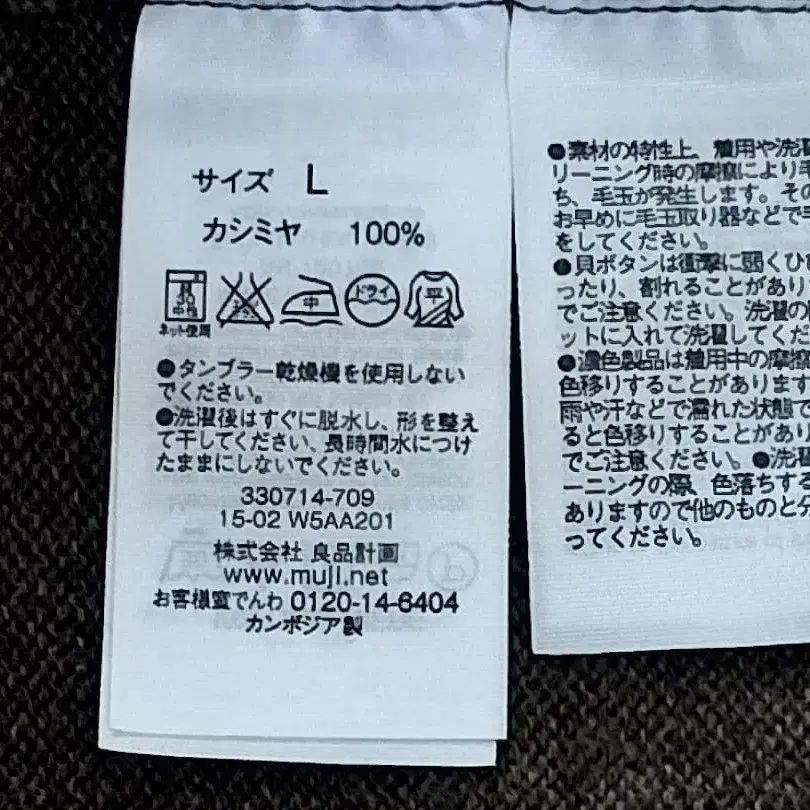 サイズ L
カシミヤ 100%
30
中性
ネット使用
中
ドライ
平
●タンブラー乾燥機を使用しない
でください。
●洗濯後はすぐに脱水し、形を整え
て干してください、長時間水につけ
たままにしないでください。
330714-709
15-02 W5AA201
株式会社 良品計画
www.muji.net
お客様室でんわ 0120-14-6404
カンボジア製
●素材の特性上、着用や洗濯
リーニング時の摩擦により毛
ち、毛玉が発生します。その
お早めに毛玉取り器などで毛
をしてください。
●貝ボタンは衝撃に弱くひ
ったり、割れることがあり
でご注意ください。洗濯の
ットに入れて洗濯してくだ
●濃色製品は着用中の摩擦
色移りすることがあります
雨や汗などで濡れた状態で
ると色移りすることがあり
でご注意ください。●洗濯
ーニングの際、色落ちする
ありますので他のものと分
ってください。